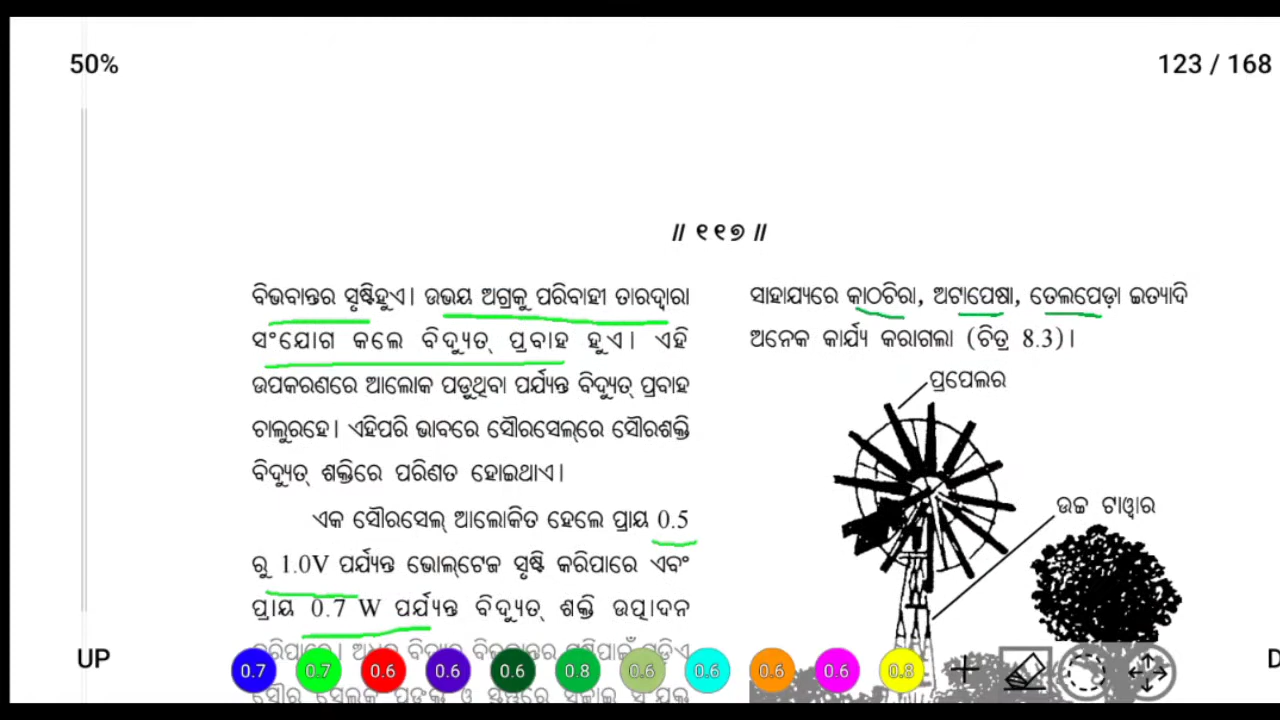 50%
123 / 168
// ୧୧୭ //
ବିଭବାନ୍ତର ସୃଷ୍ଟିହୁଏ। ଉଭୟ ଅଗ୍ରକୁ ପରିବାହୀ ତାରଦ୍ୱାରା
ସଂଯୋଗ କଲେ ବିଦ୍ୟୁତ୍ ପ୍ରବାହ ହୁଏ। ଏହି
ଉପକରଣରେ ଆଲୋକ ପଡୁଥିବା ପର୍ଯ୍ୟନ୍ତ ବିଦ୍ୟୁତ୍ ପ୍ରବାହ
ଚାଲୁରହେ। ଏହିପରି ଭାବରେ ସୌରସେଲ୍‌ରେ ସୌରଶକ୍ତି
ବିଦ୍ୟୁତ୍ ଶକ୍ତିରେ ପରିଣତ ହୋଇଥାଏ।
ଏକ ସୌରସେଲ୍ ଆଲୋକିତ ହେଲେ ପ୍ରାୟ 0.5
ରୁ 1.0V ପର୍ଯ୍ୟନ୍ତ ଭୋଲ୍‌ଟେଜ ସୃଷ୍ଟି କରିପାରେ ଏବଂ
ପ୍ରାୟ 0.7 W ପର୍ଯ୍ୟନ୍ତ ବିଦ୍ୟୁତ୍ ଶକ୍ତି ଉତ୍ପାଦନ
ସାହାଯ୍ୟରେ କାଠଚିରା, ଅଟାପେଷା, ତେଲପେଡ଼ା ଇତ୍ୟାଦି
ଅନେକ କାର୍ଯ୍ୟ କରାଗଲା (ଚିତ୍ର 8.3)।
ପ୍ରପେଲର
ଉଚ୍ଚ ଟାୱାର
UP
0.7 0.7 0.6 0.6 0.6 0.8 0.6 0.6 0.6 0.6 0.8